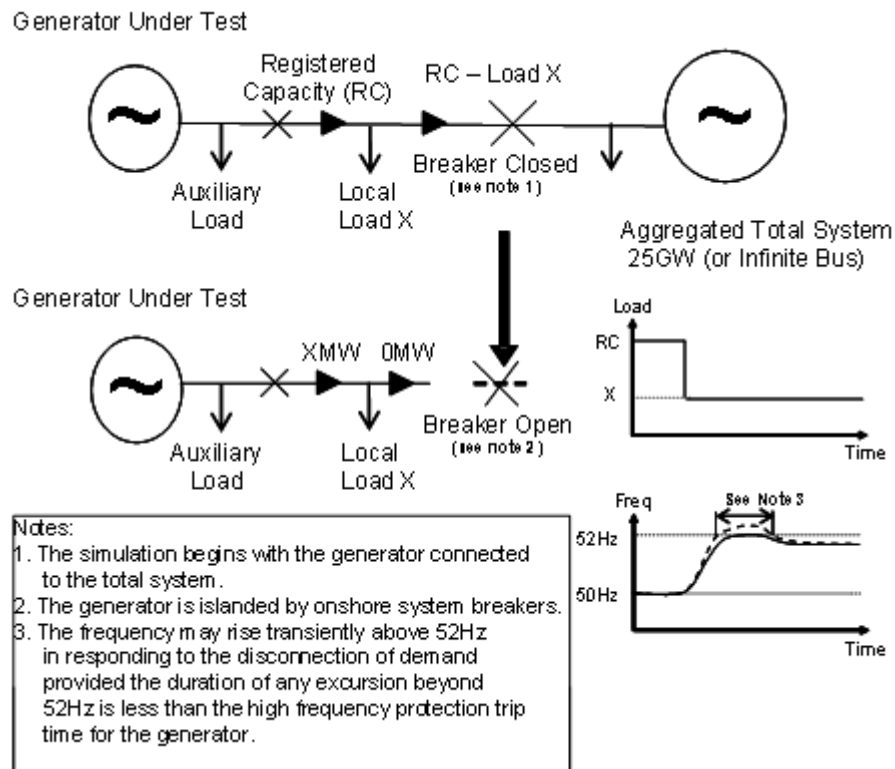 Generator Under Test
Registered
Capacity (RC)
RC – Load X
~
~
Auxiliary
Load
Local
Load X
Breaker Closed
(see note 1)
Aggregated Total System
25GW (or Infinite Bus)
Generator Under Test
XMW 0MW
~
Auxiliary
Load
Local
Load X
Breaker Open
(see note 2)
Load
RC
X
Time
Freq
See Note 3
52Hz
50Hz
Time
Notes:
1. The simulation begins with the generator connected
to the total system.
2. The generator is islanded by onshore system breakers.
3. The frequency may rise transiently above 52Hz
in responding to the disconnection of demand
provided the duration of any excursion beyond
52Hz is less than the high frequency protection trip
time for the generator.